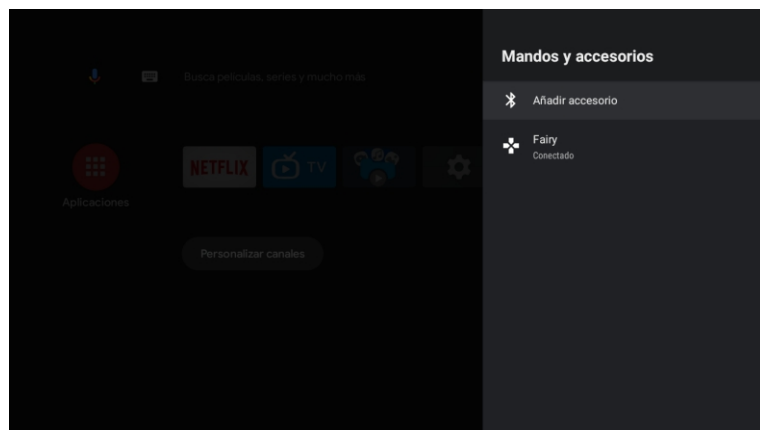 Mandos y accesorios
Busca películas, series y mucho más
Añadir accesorio
Fairy
Conectado
NETFLIX
TV
Aplicaciones
Personalizar canales